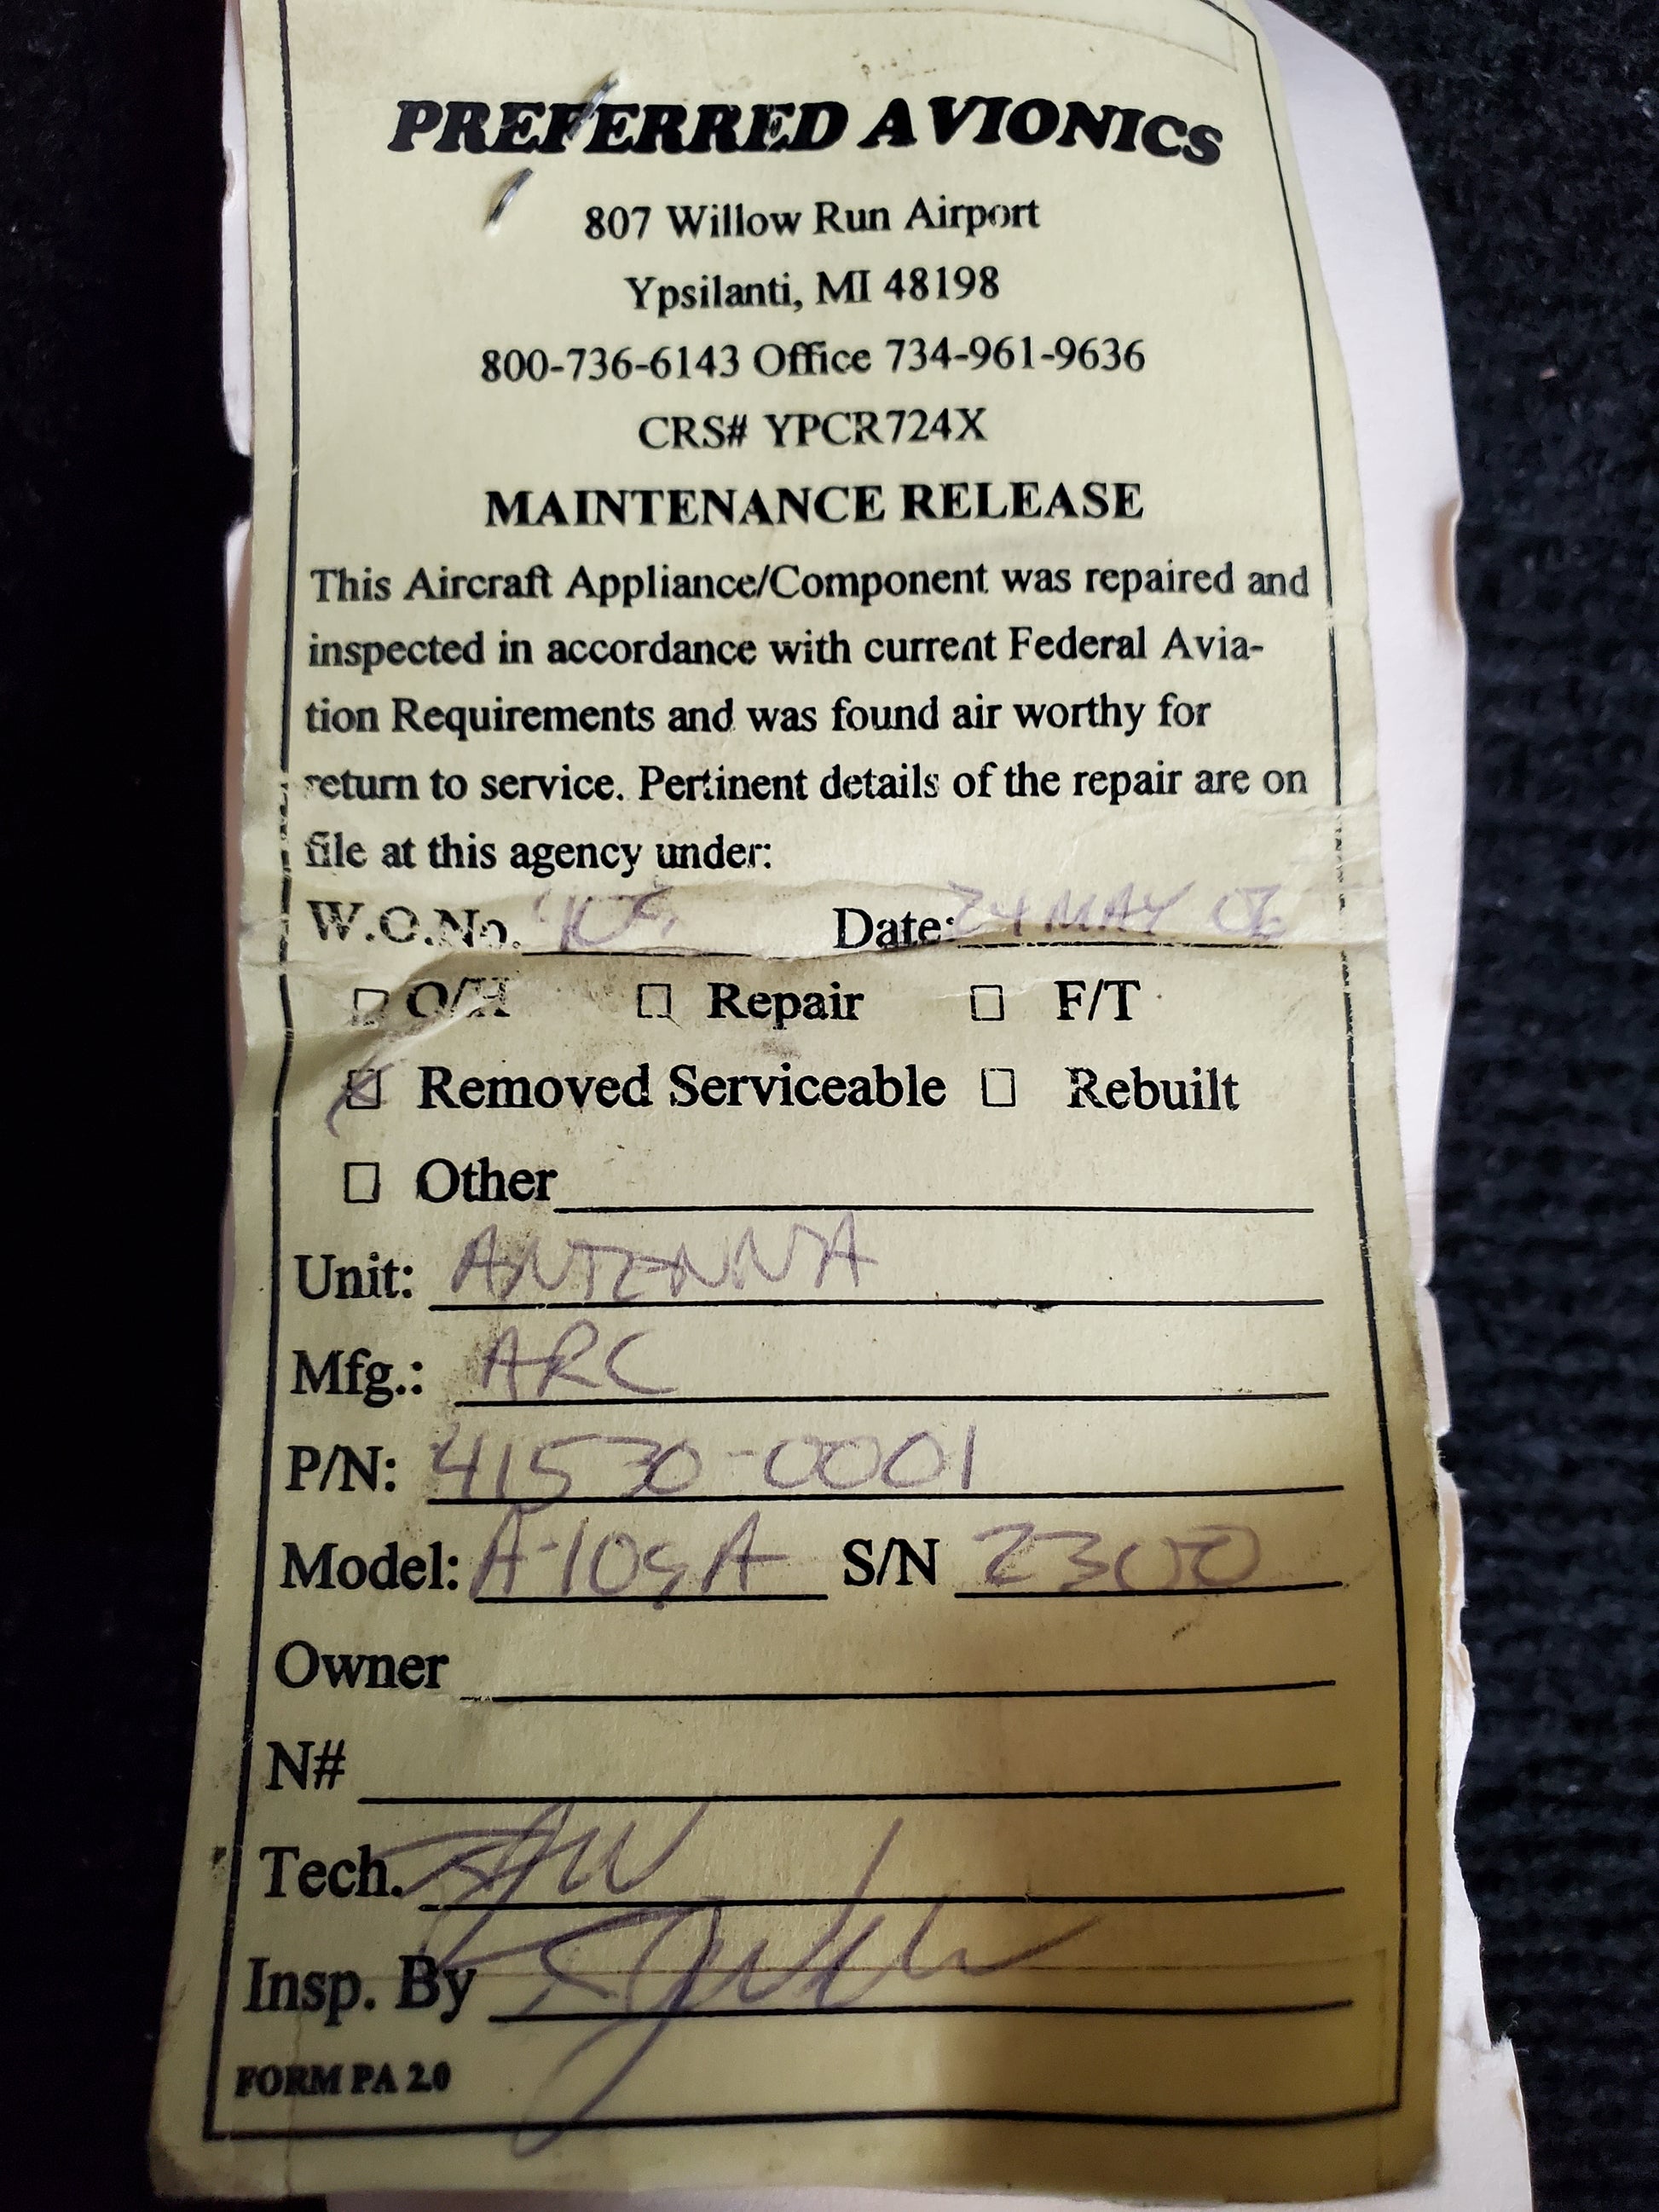 PREFERRED AVIONICS
807 Willow Run Airport
Ypsilanti, MI 48198
800-736-6143 Office 734-961-9636
CRS# YPCR724X
MAINTENANCE RELEASE
This Aircraft Appliance/Component was repaired and
inspected in accordance with current Federal Avia-
tion Requirements and was found air worthy for
return to service. Pertinent details of the repair are on
file at this agency under:
W.O.No. Date: 24 MAY 06
O/H Repair F/T
Removed Serviceable Rebuilt
Other
Unit: ANTENNA
Mfg.: ARC
P/N: 41530-0001
Model: S/N 2300
Owner
N#
Tech.
Insp. By
FORM PA 2.0